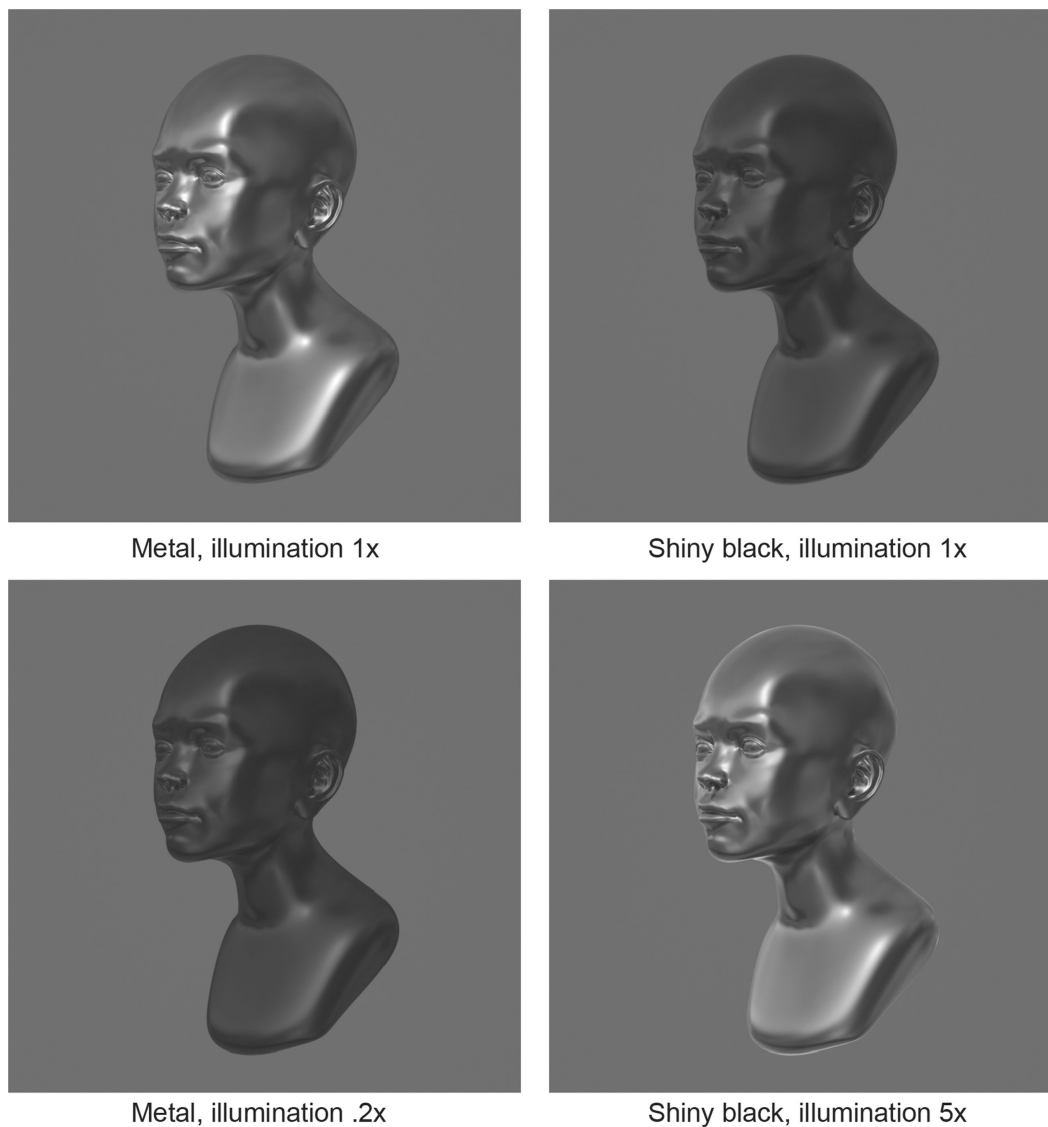 Metal, illumination 1x
Shiny black, illumination 1x
Metal, illumination .2x
Shiny black, illumination 5x